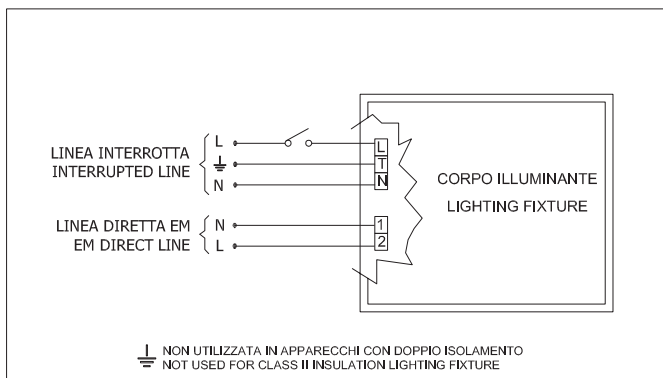 LINEA INTERROTTA
INTERRUPTED LINE
L
N
L
T
N
LINEA DIRETTA EM
EM DIRECT LINE
N
L
1
2
CORPO ILLUMINANTE
LIGHTING FIXTURE
NON UTILIZZATA IN APPARECCHI CON DOPPIO ISOLAMENTO
NOT USED FOR CLASS II INSULATION LIGHTING FIXTURE